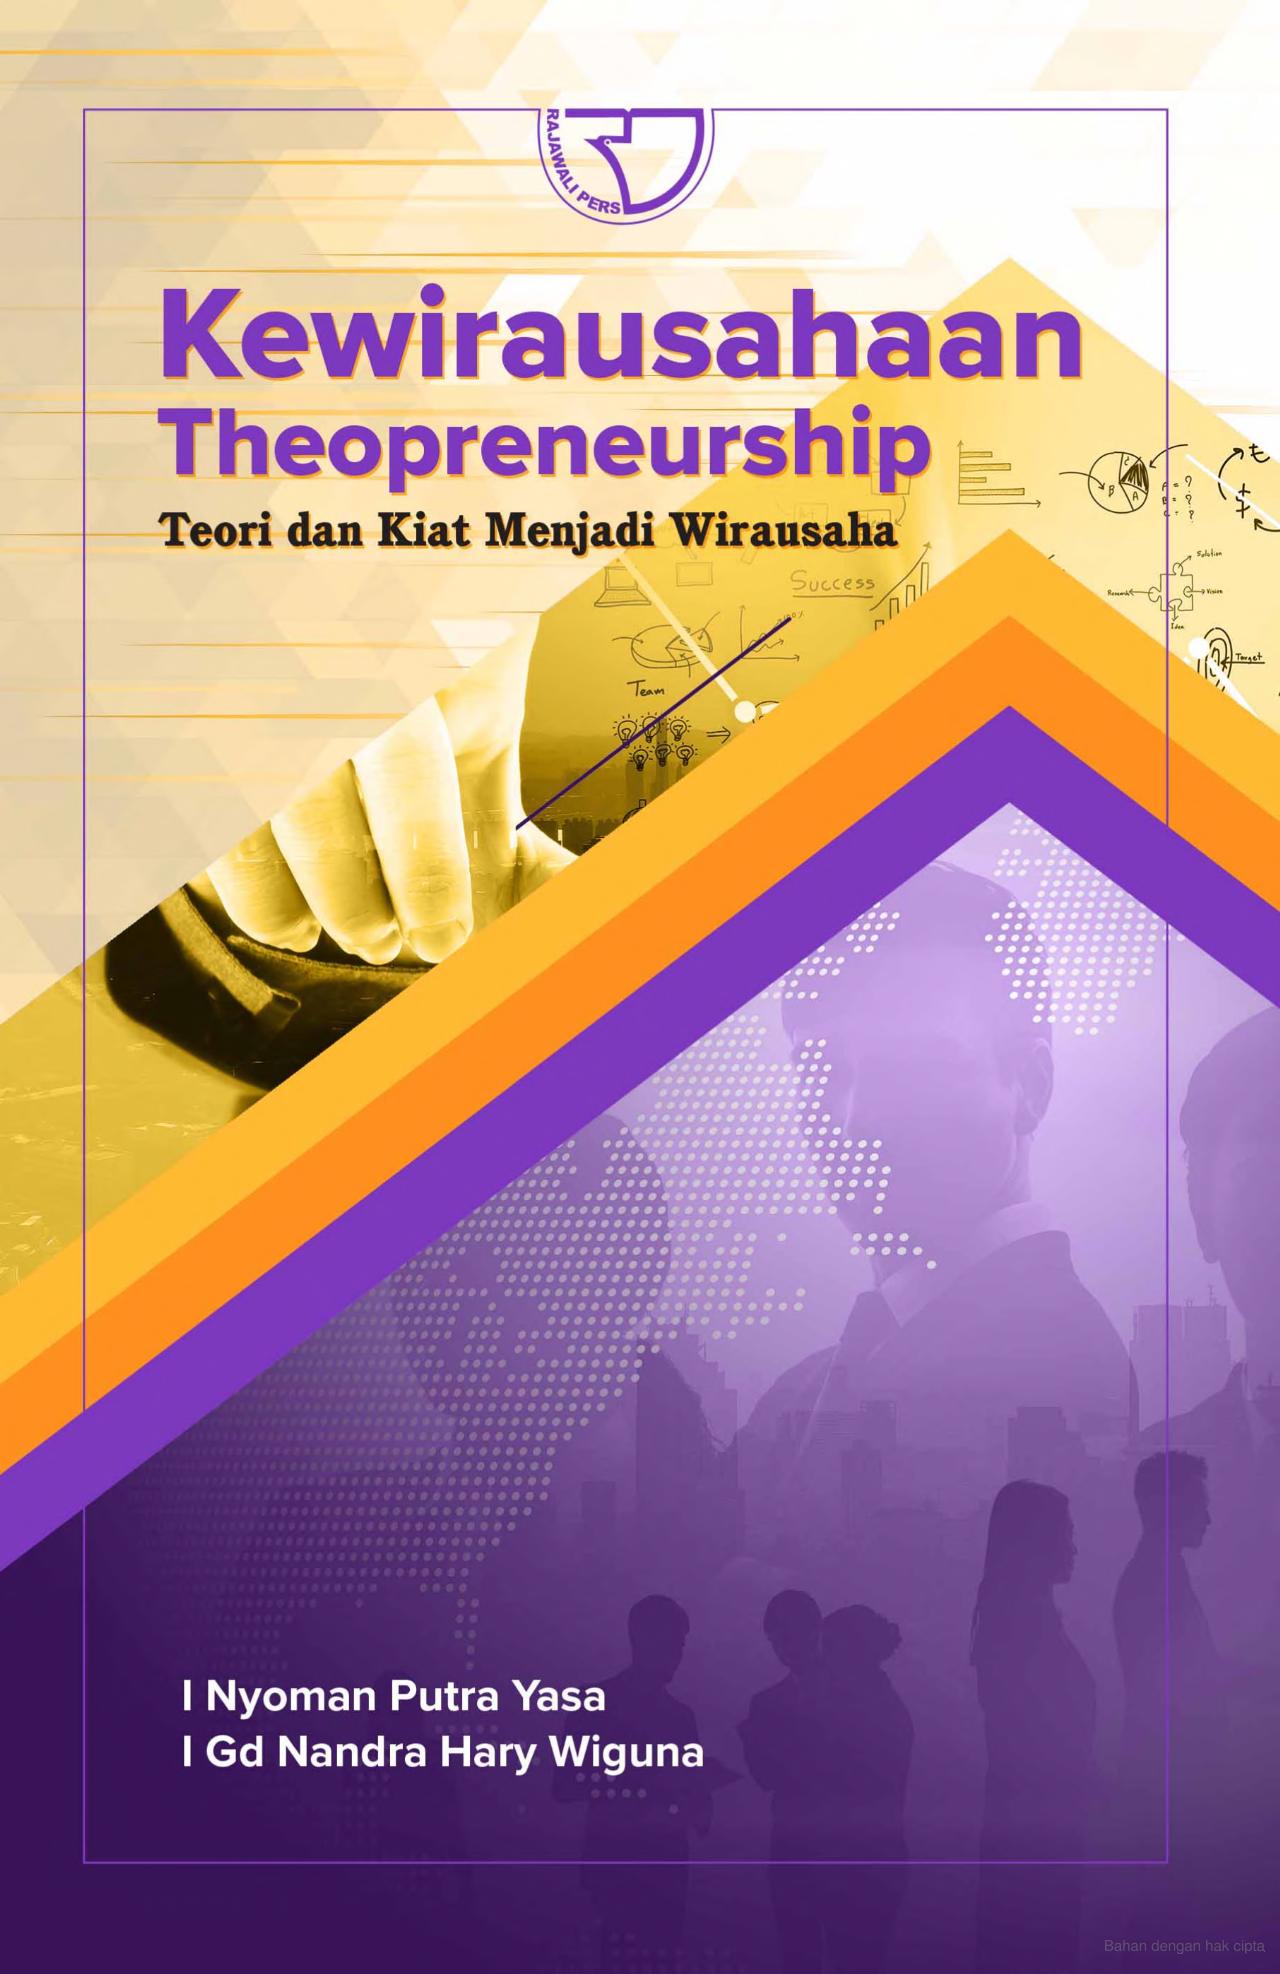 RAJAWALI PERS
Kewirausahaan
Theopreneurship
Teori dan Kiat Menjadi Wirausaha
Success
Team
Solution
Research
Vision
Idea
Target
B
A
A = ?
B = ?
C = ?
I Nyoman Putra Yasa
I Gd Nandra Hary Wiguna
Bahan dengan hak cipta